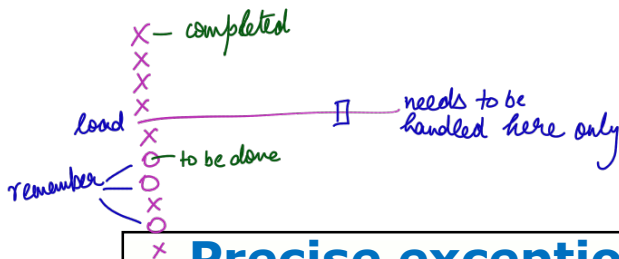 X — completed
X
X
X
load
needs to be
handled here only
X
O — to be done
remember
O
X
O
X
Precise exceptio